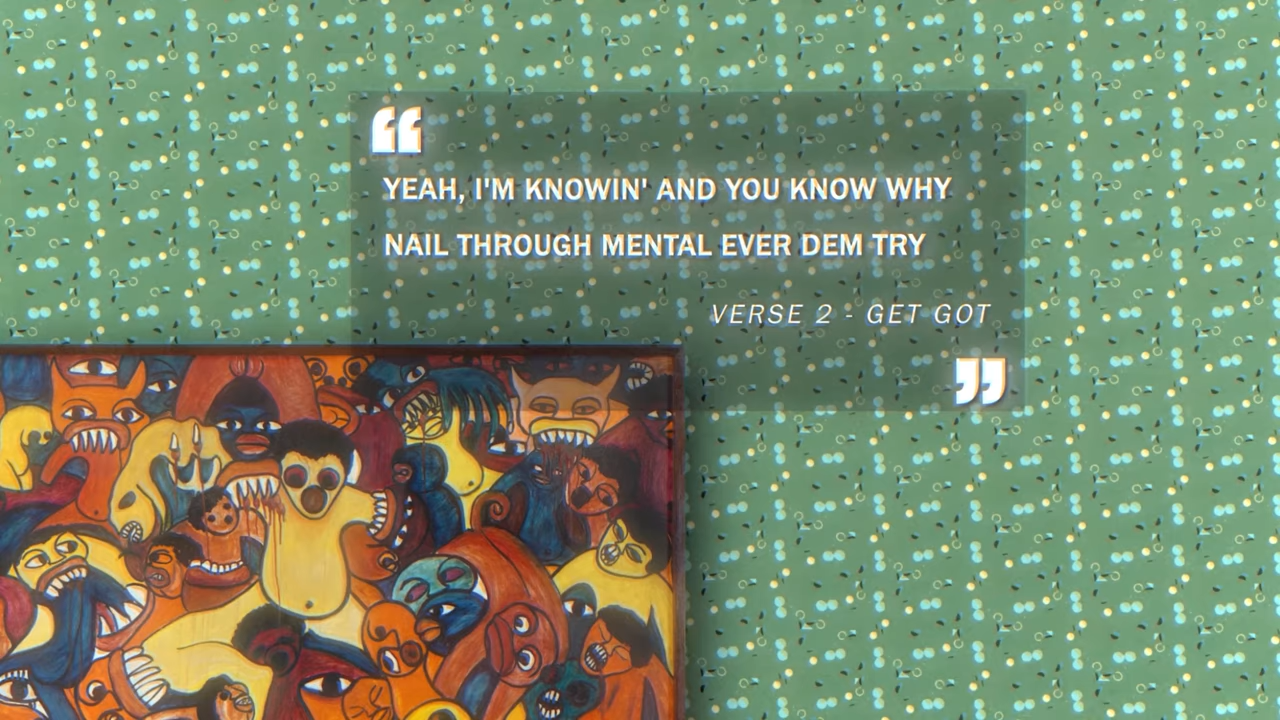 “
YEAH, I'M KNOWIN' AND YOU KNOW WHY
NAIL THROUGH MENTAL EVER DEM TRY
VERSE 2 - GET GOT
”